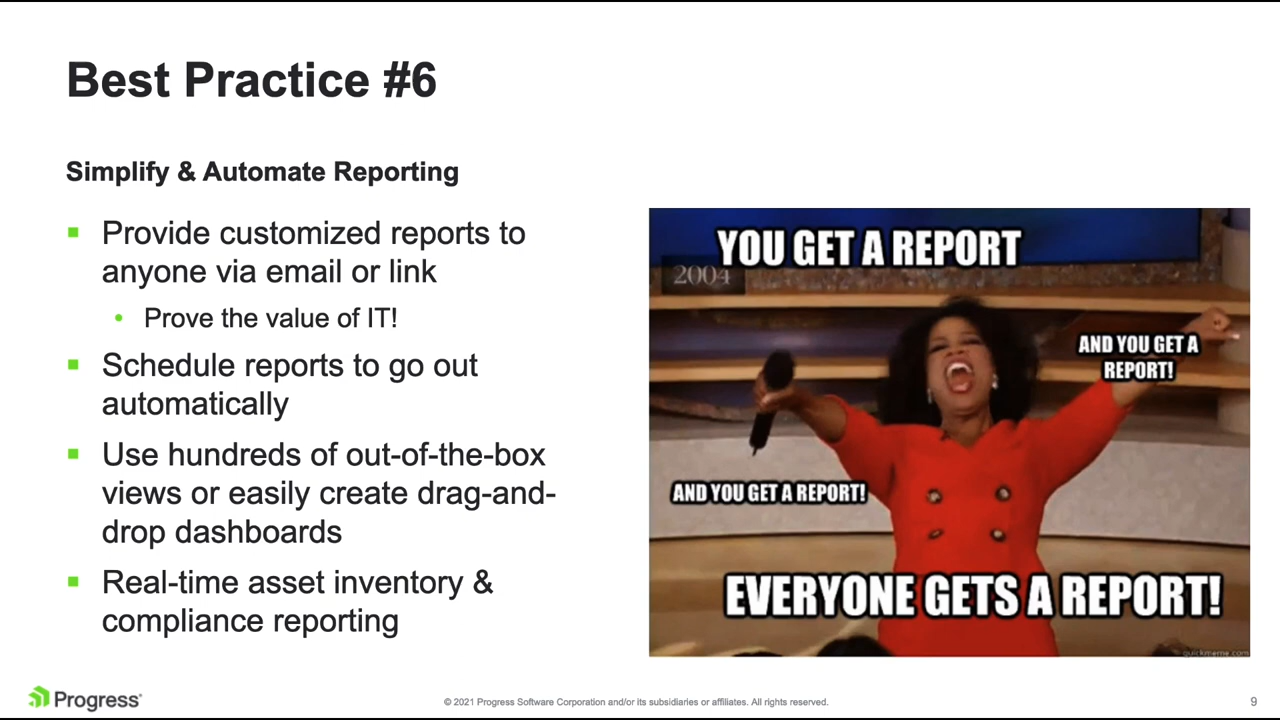 Best Practice #6
Simplify & Automate Reporting
Provide customized reports to
anyone via email or link
Prove the value of IT!
Schedule reports to go out
automatically
Use hundreds of out-of-the-box
views or easily create drag-and-
drop dashboards
Real-time asset inventory &
compliance reporting
YOU GET A REPORT
2004
AND YOU GET A
REPORT!
AND YOU GET A REPORT!
EVERYONE GETS A REPORT!
quickmeme.com
Progress
© 2021 Progress Software Corporation and/or its subsidiaries or affiliates. All rights reserved.
9